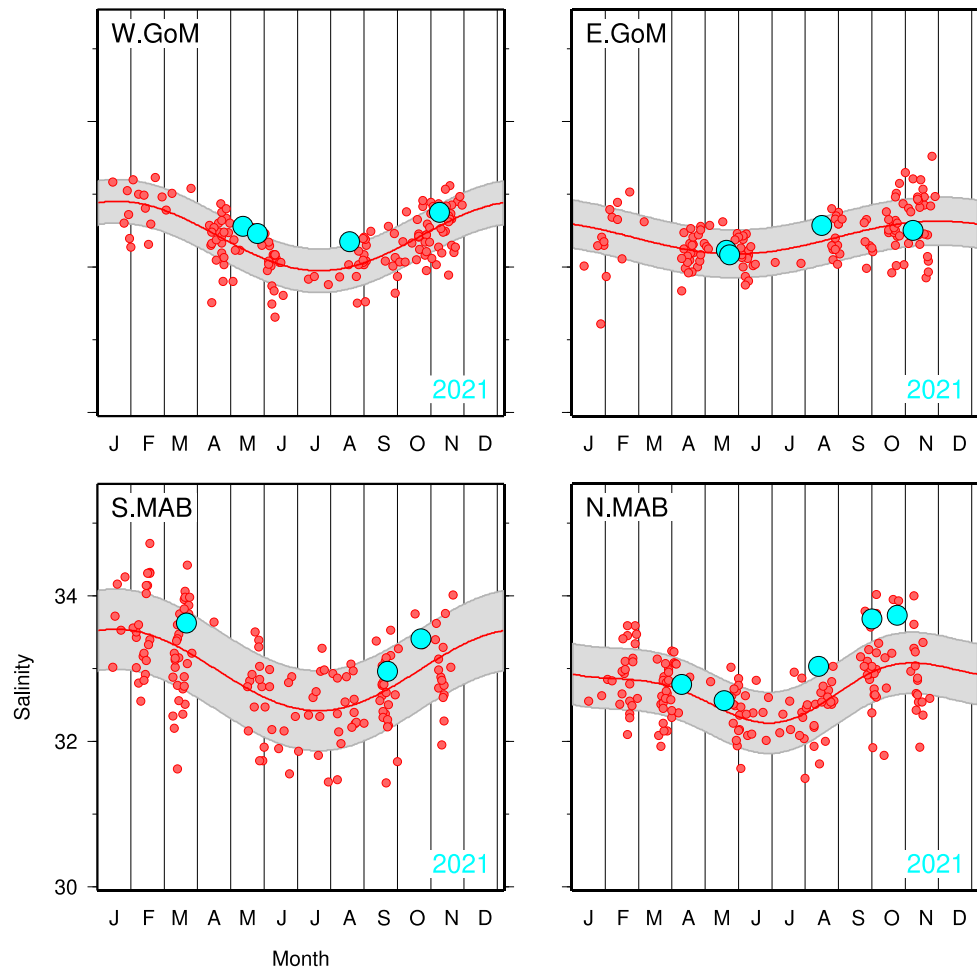 W.GoM
E.GoM
2021
2021
J F M A M J J A S O N D
J F M A M J J A S O N D
S.MAB
N.MAB
34
32
30
Salinity
2021
2021
J F M A M J J A S O N D
J F M A M J J A S O N D
Month